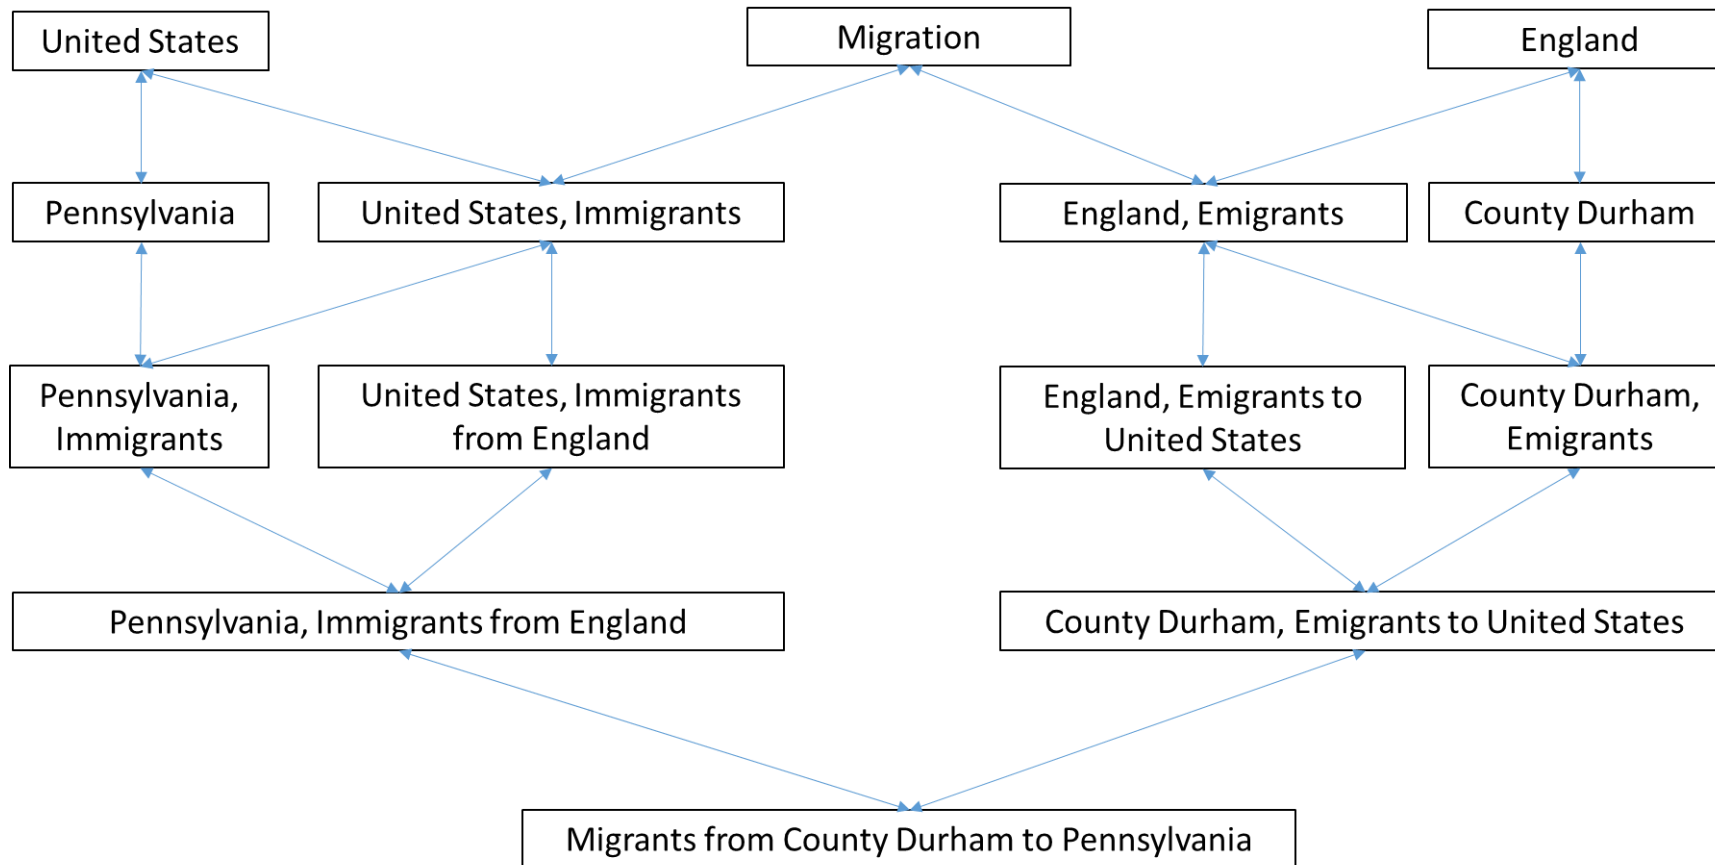 United States
Migration
England
Pennsylvania
United States, Immigrants
England, Emigrants
County Durham
Pennsylvania,
Immigrants
United States, Immigrants
from England
England, Emigrants to
United States
County Durham,
Emigrants
Pennsylvania, Immigrants from England
County Durham, Emigrants to United States
Migrants from County Durham to Pennsylvania